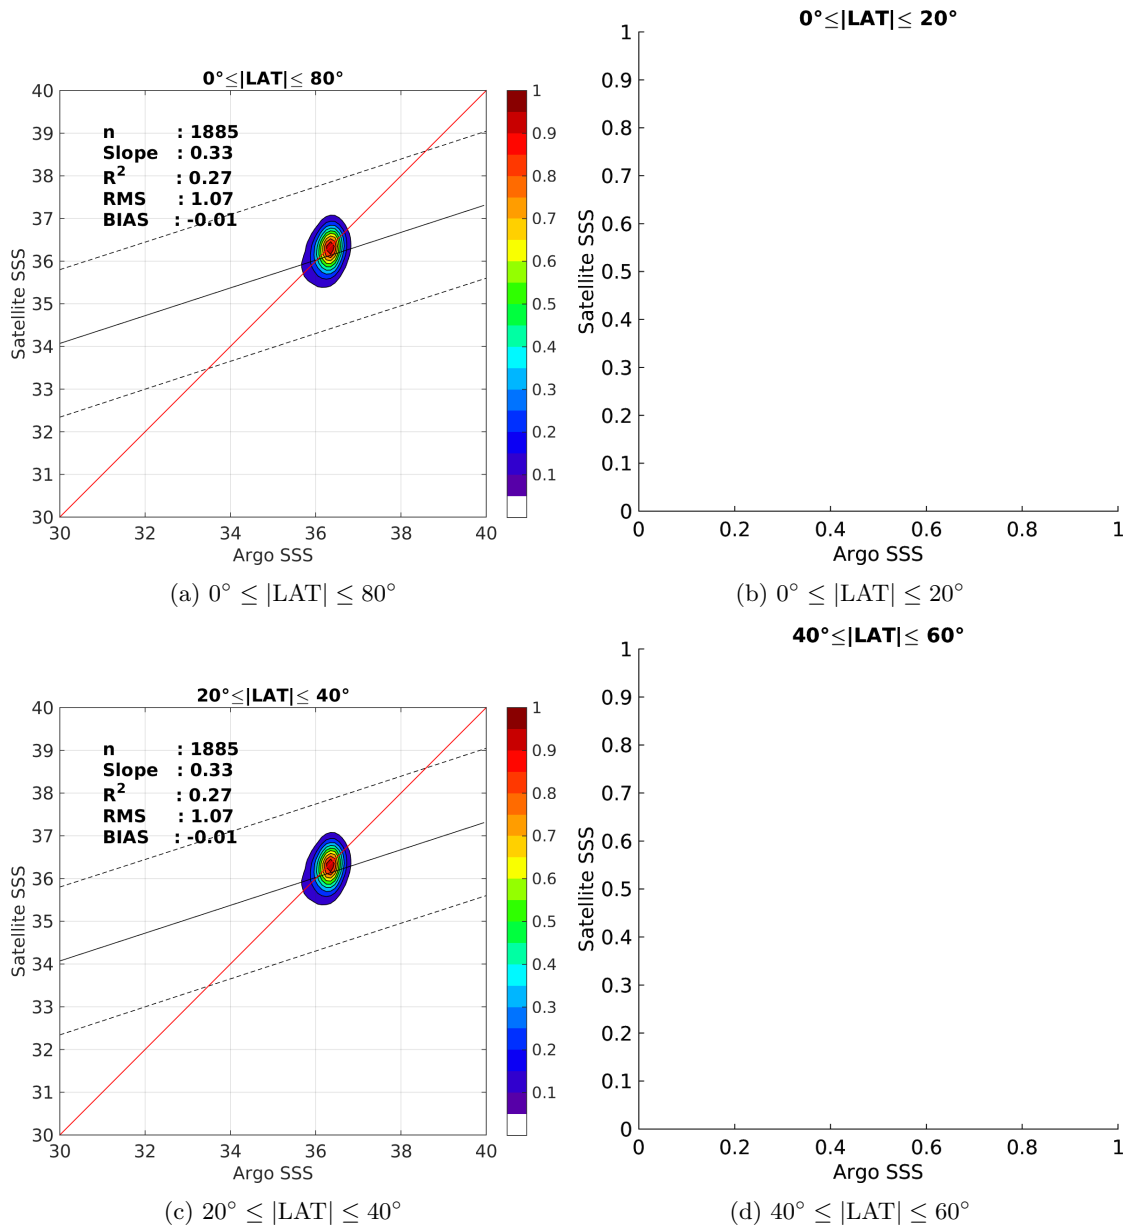 0°≤|LAT|≤ 80°
40
39
38
37
36
35
34
33
32
31
30
Satellite SSS
n : 1885
Slope : 0.33
R² : 0.27
RMS : 1.07
BIAS : -0.01
30 32 34 36 38 40
Argo SSS
1
0.9
0.8
0.7
0.6
0.5
0.4
0.3
0.2
0.1
(a) 0° ≤ |LAT| ≤ 80°
0°≤|LAT|≤ 20°
1
0.9
0.8
0.7
0.6
0.5
0.4
0.3
0.2
0.1
0
Satellite SSS
0 0.2 0.4 0.6 0.8 1
Argo SSS
(b) 0° ≤ |LAT| ≤ 20°
20°≤|LAT|≤ 40°
40
39
38
37
36
35
34
33
32
31
30
Satellite SSS
n : 1885
Slope : 0.33
R² : 0.27
RMS : 1.07
BIAS : -0.01
30 32 34 36 38 40
Argo SSS
1
0.9
0.8
0.7
0.6
0.5
0.4
0.3
0.2
0.1
(c) 20° ≤ |LAT| ≤ 40°
40°≤|LAT|≤ 60°
1
0.9
0.8
0.7
0.6
0.5
0.4
0.3
0.2
0.1
0
Satellite SSS
0 0.2 0.4 0.6 0.8 1
Argo SSS
(d) 40° ≤ |LAT| ≤ 60°